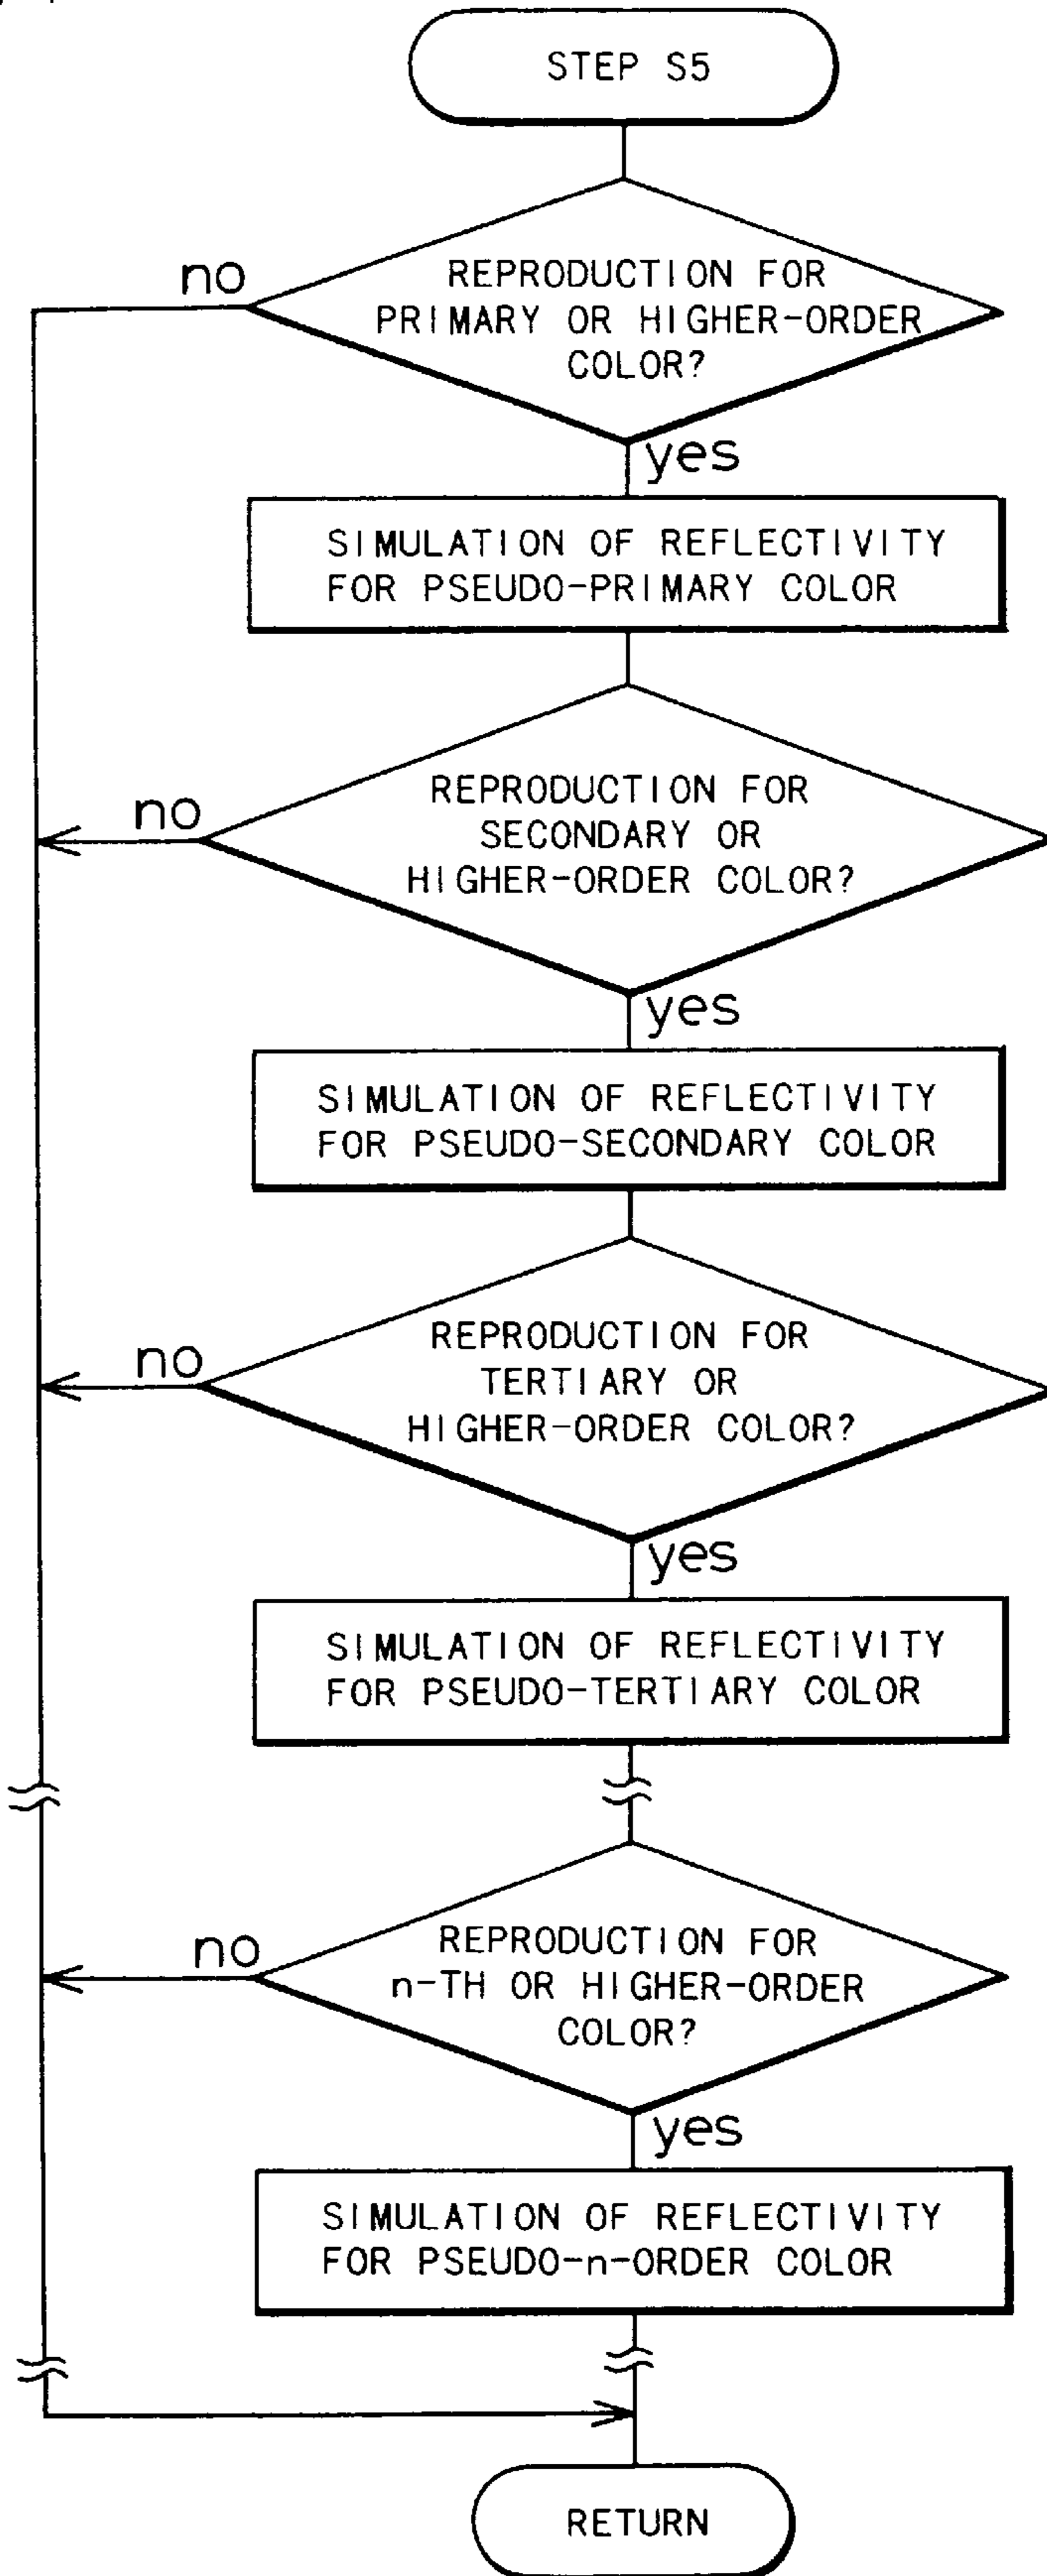 STEP S5
REPRODUCTION FOR
PRIMARY OR HIGHER-ORDER
COLOR?
no
yes
SIMULATION OF REFLECTIVITY
FOR PSEUDO-PRIMARY COLOR
REPRODUCTION FOR
SECONDARY OR
HIGHER-ORDER COLOR?
no
yes
SIMULATION OF REFLECTIVITY
FOR PSEUDO-SECONDARY COLOR
REPRODUCTION FOR
TERTIARY OR
HIGHER-ORDER COLOR?
no
yes
SIMULATION OF REFLECTIVITY
FOR PSEUDO-TERTIARY COLOR
REPRODUCTION FOR
n-TH OR HIGHER-ORDER
COLOR?
no
yes
SIMULATION OF REFLECTIVITY
FOR PSEUDO-n-ORDER COLOR
RETURN